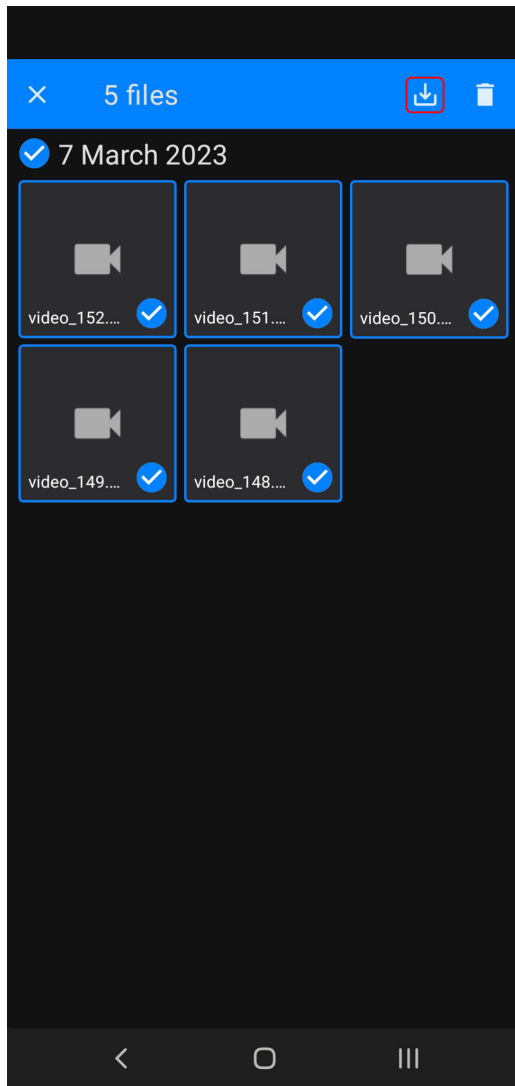 5 files
7 March 2023
video_152.... video_151.... video_150....
video_149.... video_148....